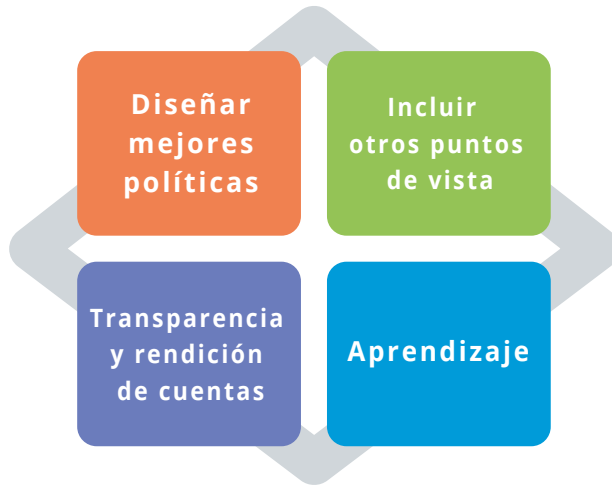 Diseñar
mejores
políticas
Incluir
otros puntos
de vista
Transparencia
y rendición
de cuentas
Aprendizaje